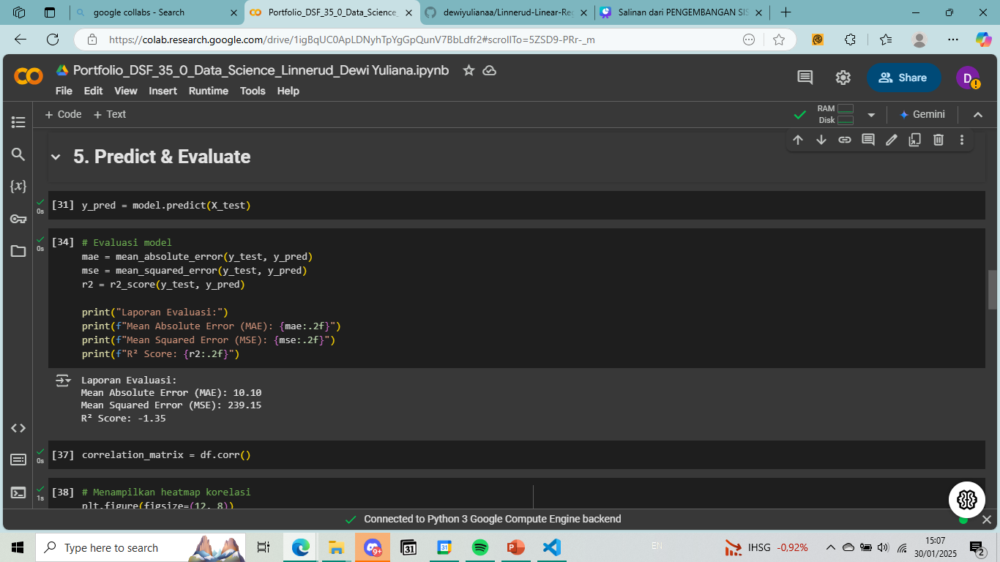 google collabs - Search
Portfolio_DSF_35_0_Data_Science_
dewiyulianaa/Linnerud-Linear-Re
Salinan dari PENGEMBANGAN SIS
https://colab.research.google.com/drive/1igBqUC0ApLDNyhTpYgGpQunV7BbLdfr2#scrollTo=5ZSD9-PRr-_m
Portfolio_DSF_35_0_Data_Science_Linnerud_Dewi Yuliana.ipynb
Share
D
File Edit View Insert Runtime Tools Help
+ Code + Text
RAM
Disk
Gemini
5. Predict & Evaluate
{x}
[31] y_pred = model.predict(X_test)
0s
[34] # Evaluasi model
0s
mae = mean_absolute_error(y_test, y_pred)
mse = mean_squared_error(y_test, y_pred)
r2 = r2_score(y_test, y_pred)
print("Laporan Evaluasi:")
print(f"Mean Absolute Error (MAE): {mae:.2f}")
print(f"Mean Squared Error (MSE): {mse:.2f}")
print(f"R² Score: {r2:.2f}")
Laporan Evaluasi:
Mean Absolute Error (MAE): 10.10
Mean Squared Error (MSE): 239.15
R² Score: -1.35
[37] correlation_matrix = df.corr()
0s
[38] # Menampilkan heatmap korelasi
1s
plt.figure(figsize=(12, 8))
Connected to Python 3 Google Compute Engine backend
Type here to search
9+
31
31
EN
IHSG -0,92%
15:07
30/01/2025
2